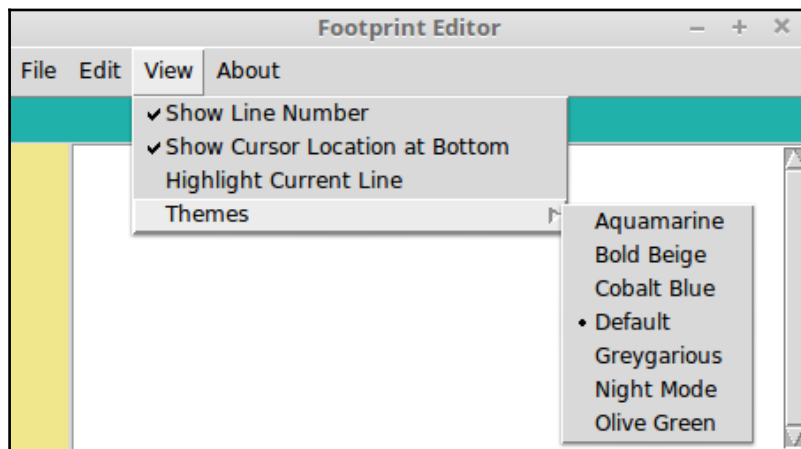 Footprint Editor
File Edit View About
Show Line Number
Show Cursor Location at Bottom
Highlight Current Line
Themes
Aquamarine
Bold Beige
Cobalt Blue
Default
Greygarious
Night Mode
Olive Green